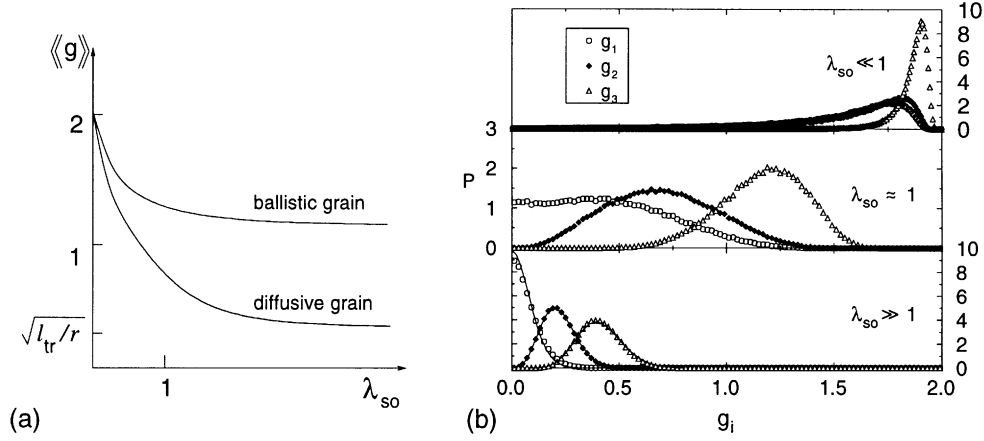 ⟨⟨g⟩⟩
2
1
√l_tr/r
ballistic grain
diffusive grain
1
λ_so
(a)
g_1
g_2
g_3
λ_so ≪ 1
10
8
6
4
2
0
3
2
1
0
P
λ_so ≈ 1
10
8
6
4
2
0
λ_so ≫ 1
0.0 0.5 1.0 1.5 2.0
g_i
(b)